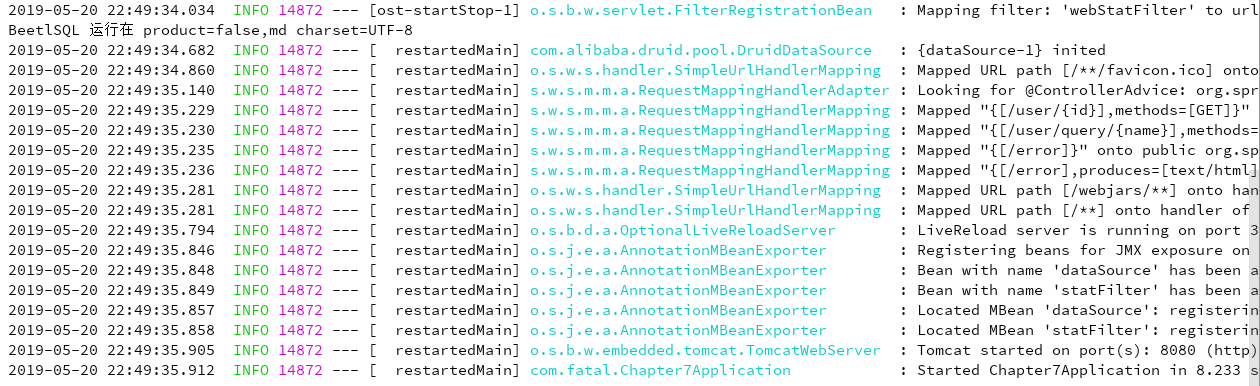 2019-05-20 22:49:34.034  INFO 14872 --- [ost-startStop-1] o.s.b.w.servlet.FilterRegistrationBean   : Mapping filter: 'webStatFilter' to url
BeetlSQL 运行在 product=false,md charset=UTF-8
2019-05-20 22:49:34.682  INFO 14872 --- [  restartedMain] com.alibaba.druid.pool.DruidDataSource   : {dataSource-1} inited
2019-05-20 22:49:34.860  INFO 14872 --- [  restartedMain] o.s.w.s.handler.SimpleUrlHandlerMapping  : Mapped URL path [/**/favicon.ico] onto
2019-05-20 22:49:35.140  INFO 14872 --- [  restartedMain] s.w.s.m.m.a.RequestMappingHandlerAdapter : Looking for @ControllerAdvice: org.spr
2019-05-20 22:49:35.229  INFO 14872 --- [  restartedMain] s.w.s.m.m.a.RequestMappingHandlerMapping : Mapped "{[/user/{id}],methods=[GET]}"
2019-05-20 22:49:35.230  INFO 14872 --- [  restartedMain] s.w.s.m.m.a.RequestMappingHandlerMapping : Mapped "{[/user/query/{name}],methods=
2019-05-20 22:49:35.235  INFO 14872 --- [  restartedMain] s.w.s.m.m.a.RequestMappingHandlerMapping : Mapped "{[/error]}" onto public org.sp
2019-05-20 22:49:35.236  INFO 14872 --- [  restartedMain] s.w.s.m.m.a.RequestMappingHandlerMapping : Mapped "{[/error],produces=[text/html]
2019-05-20 22:49:35.281  INFO 14872 --- [  restartedMain] o.s.w.s.handler.SimpleUrlHandlerMapping  : Mapped URL path [/webjars/**] onto han
2019-05-20 22:49:35.281  INFO 14872 --- [  restartedMain] o.s.w.s.handler.SimpleUrlHandlerMapping  : Mapped URL path [/**] onto handler of
2019-05-20 22:49:35.794  INFO 14872 --- [  restartedMain] o.s.b.d.a.OptionalLiveReloadServer       : LiveReload server is running on port 3
2019-05-20 22:49:35.846  INFO 14872 --- [  restartedMain] o.s.j.e.a.AnnotationMBeanExporter        : Registering beans for JMX exposure on
2019-05-20 22:49:35.848  INFO 14872 --- [  restartedMain] o.s.j.e.a.AnnotationMBeanExporter        : Bean with name 'dataSource' has been a
2019-05-20 22:49:35.849  INFO 14872 --- [  restartedMain] o.s.j.e.a.AnnotationMBeanExporter        : Bean with name 'statFilter' has been a
2019-05-20 22:49:35.857  INFO 14872 --- [  restartedMain] o.s.j.e.a.AnnotationMBeanExporter        : Located MBean 'dataSource': registerin
2019-05-20 22:49:35.858  INFO 14872 --- [  restartedMain] o.s.j.e.a.AnnotationMBeanExporter        : Located MBean 'statFilter': registerin
2019-05-20 22:49:35.905  INFO 14872 --- [  restartedMain] o.s.b.w.embedded.tomcat.TomcatWebServer  : Tomcat started on port(s): 8080 (http)
2019-05-20 22:49:35.912  INFO 14872 --- [  restartedMain] com.fatal.Chapter7Application            : Started Chapter7Application in 8.233 s